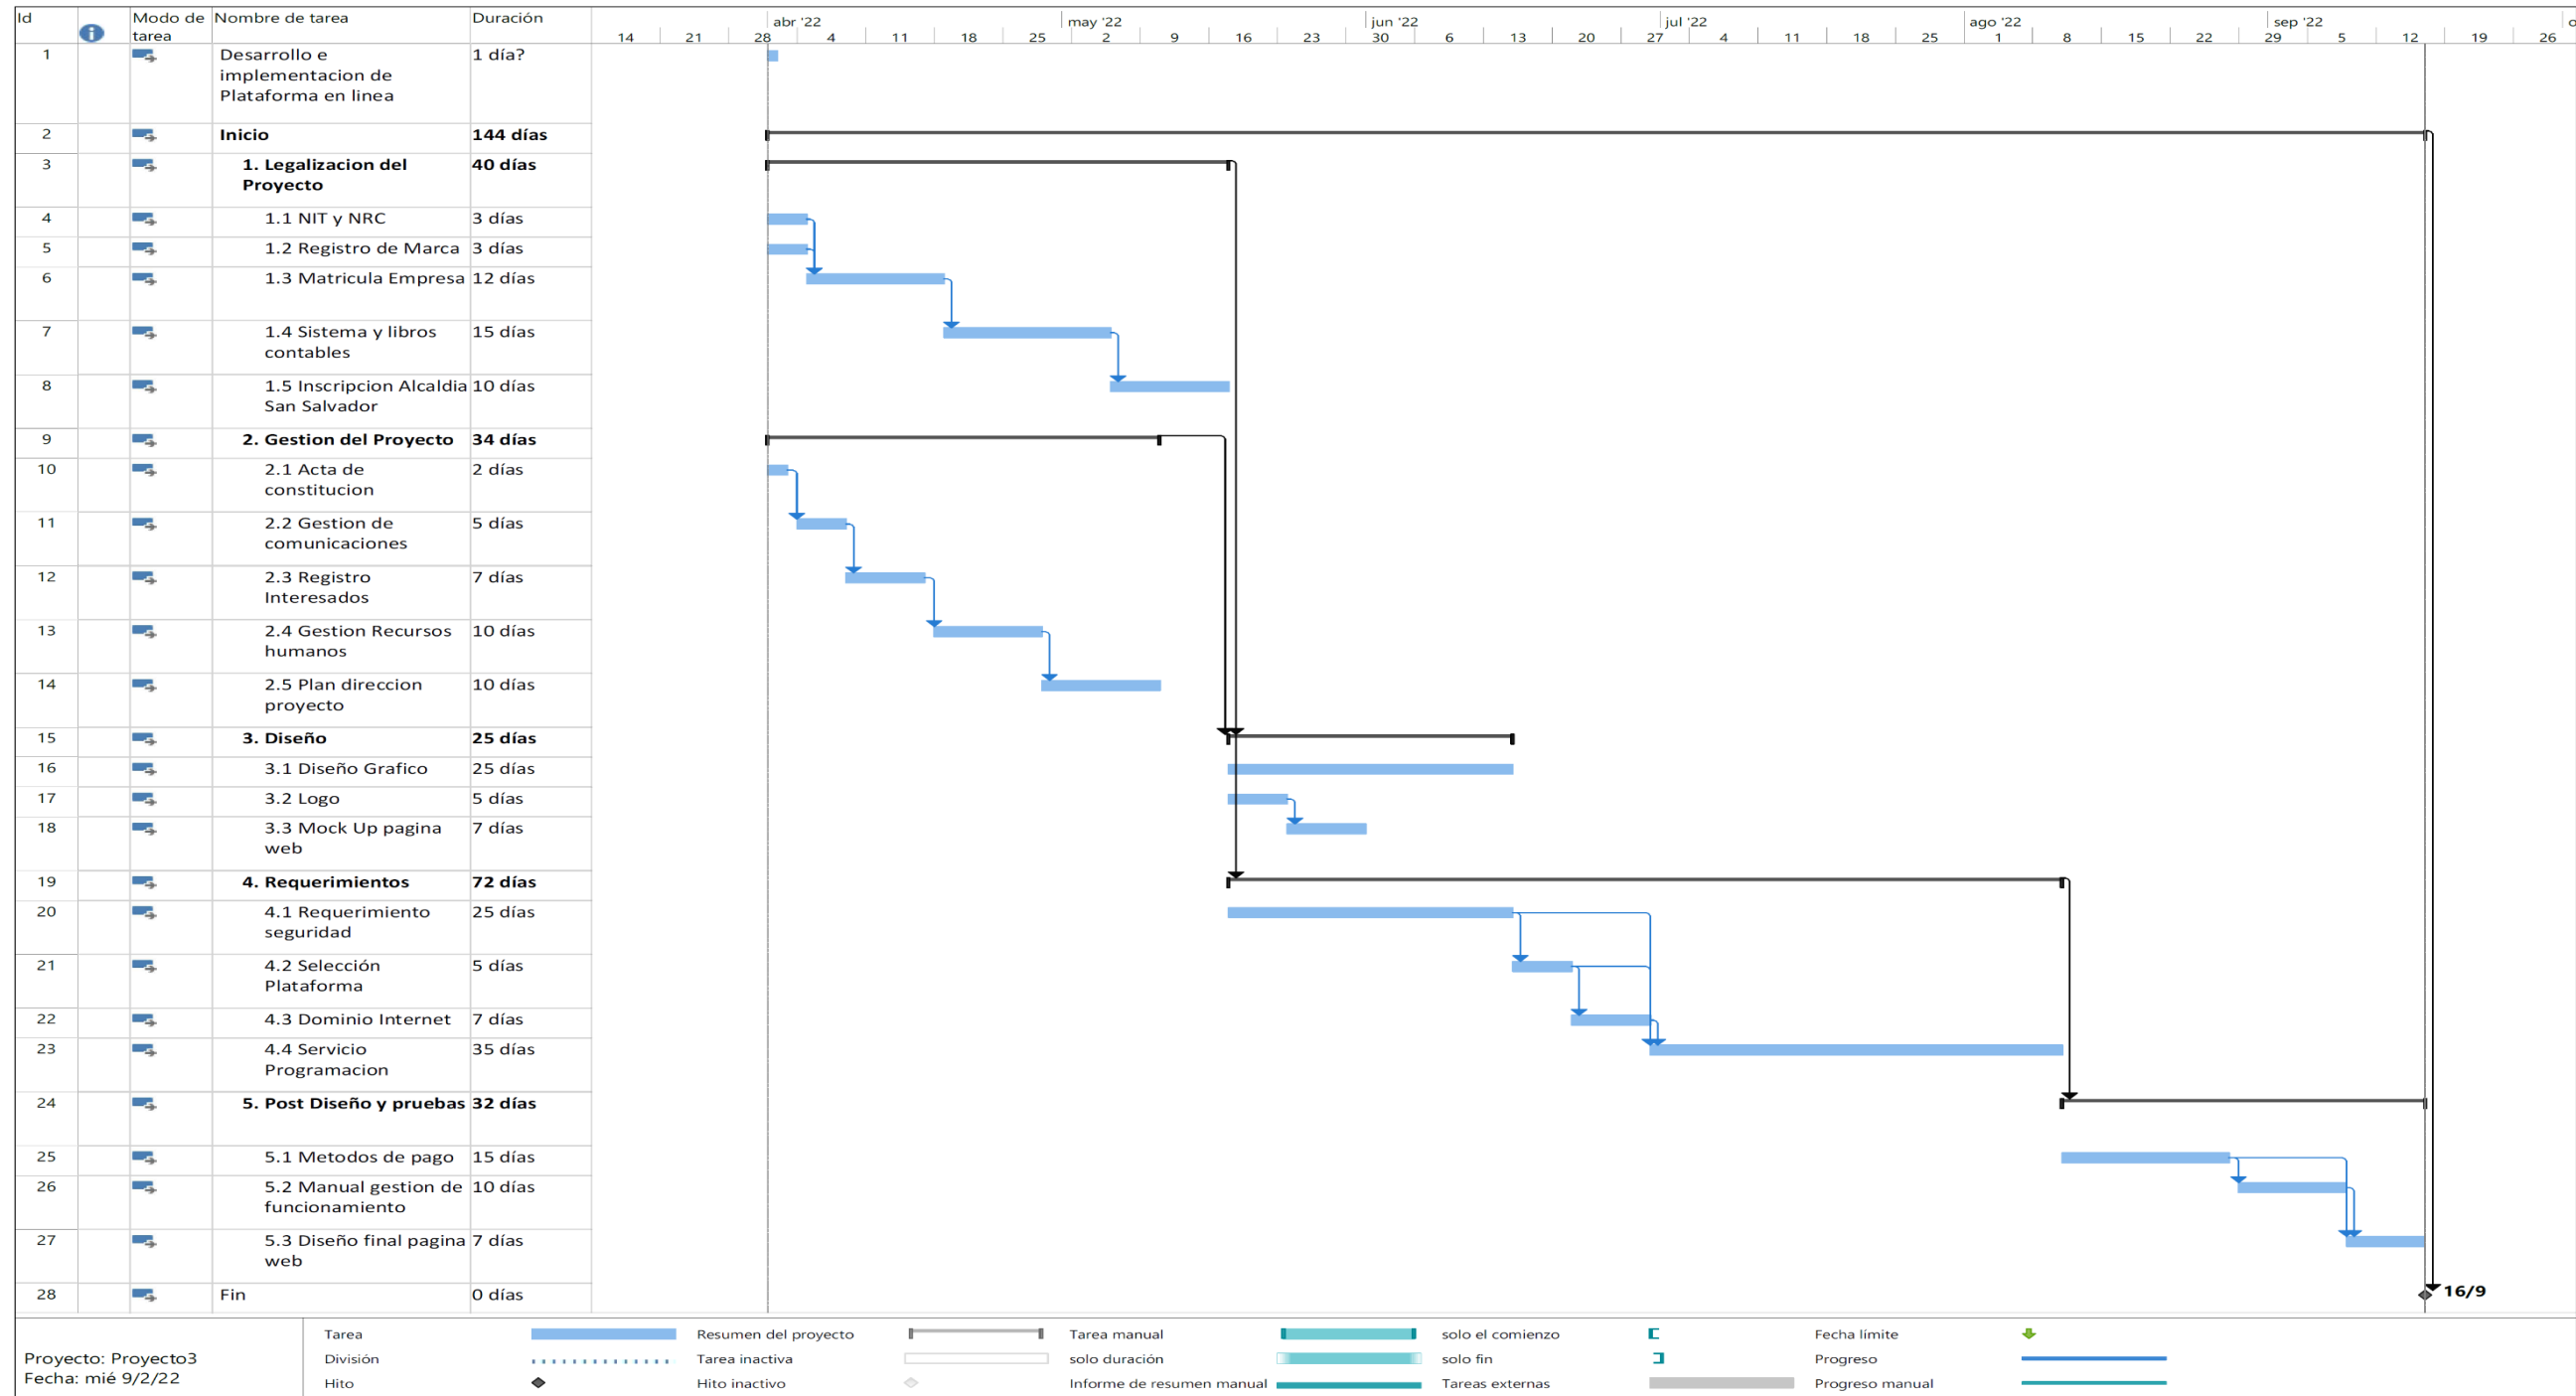 Id Modo de tarea Nombre de tarea Duración
abr '22 may '22 jun '22 jul '22 ago '22 sep '22 o
14 21 28 4 11 18 25 2 9 16 23 30 6 13 20 27 4 11 18 25 1 8 15 22 29 5 12 19 26
1 Desarrollo e 1 día?
implementacion de
Plataforma en linea
2 Inicio 144 días
3 1. Legalizacion del 40 días
Proyecto
4 1.1 NIT y NRC 3 días
5 1.2 Registro de Marca 3 días
6 1.3 Matricula Empresa 12 días
7 1.4 Sistema y libros 15 días
contables
8 1.5 Inscripcion Alcaldia 10 días
San Salvador
9 2. Gestion del Proyecto 34 días
10 2.1 Acta de 2 días
constitucion
11 2.2 Gestion de 5 días
comunicaciones
12 2.3 Registro 7 días
Interesados
13 2.4 Gestion Recursos 10 días
humanos
14 2.5 Plan direccion 10 días
proyecto
15 3. Diseño 25 días
16 3.1 Diseño Grafico 25 días
17 3.2 Logo 5 días
18 3.3 Mock Up pagina 7 días
web
19 4. Requerimientos 72 días
20 4.1 Requerimiento 25 días
seguridad
21 4.2 Selección 5 días
Plataforma
22 4.3 Dominio Internet 7 días
23 4.4 Servicio 35 días
Programacion
24 5. Post Diseño y pruebas 32 días
25 5.1 Metodos de pago 15 días
26 5.2 Manual gestion de 10 días
funcionamiento
27 5.3 Diseño final pagina 7 días
web
28 Fin 0 días 16/9
Proyecto: Proyecto3
Fecha: mié 9/2/22
Tarea Resumen del proyecto Tarea manual solo el comienzo Fecha límite
División Tarea inactiva solo duración solo fin Progreso
Hito Hito inactivo Informe de resumen manual Tareas externas Progreso manual